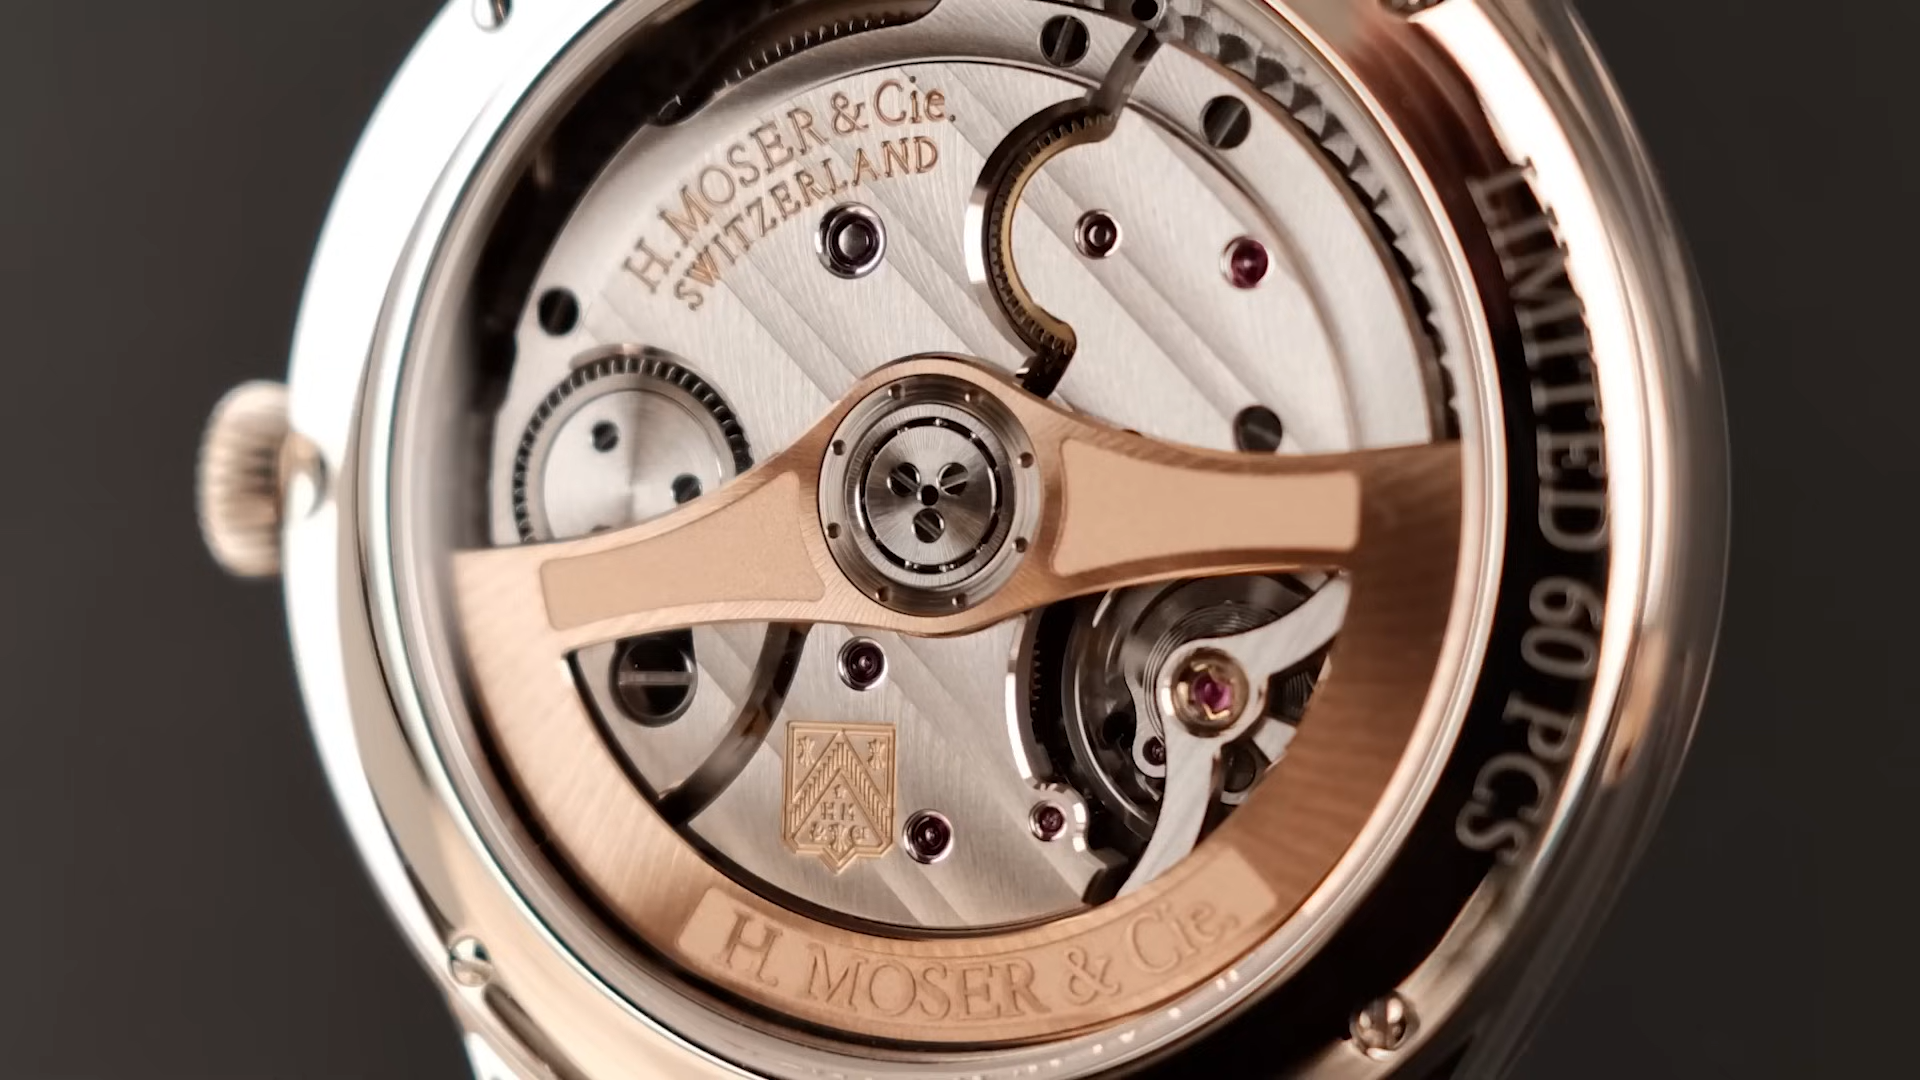 H. MOSER & Cie.
SWITZERLAND
LIMITED 60 PCS
H. MOSER & Cie.